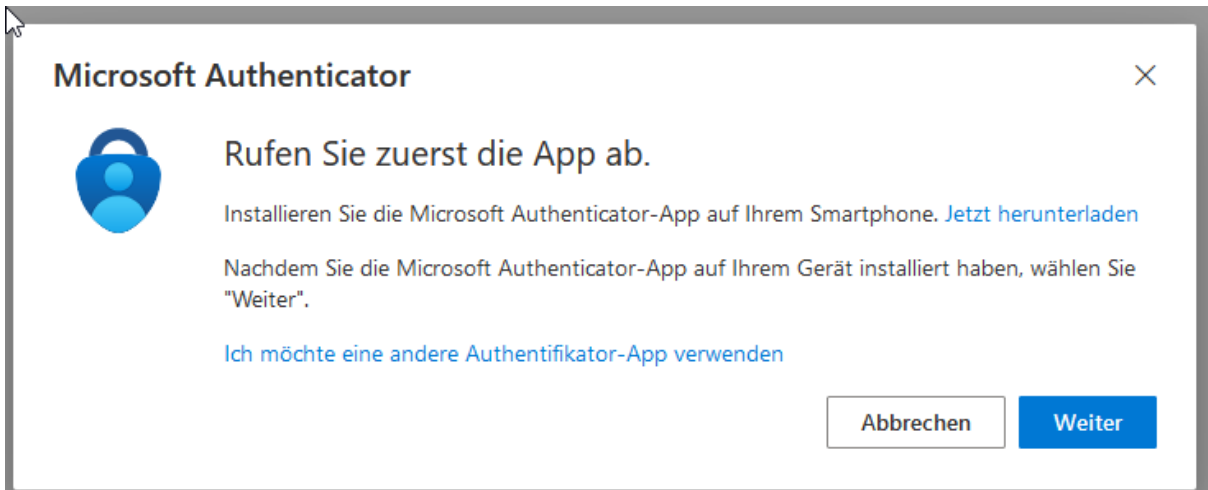 Microsoft Authenticator
Rufen Sie zuerst die App ab.
Installieren Sie die Microsoft Authenticator-App auf Ihrem Smartphone. Jetzt herunterladen
Nachdem Sie die Microsoft Authenticator-App auf Ihrem Gerät installiert haben, wählen Sie
"Weiter".
Ich möchte eine andere Authentifikator-App verwenden
Abbrechen Weiter